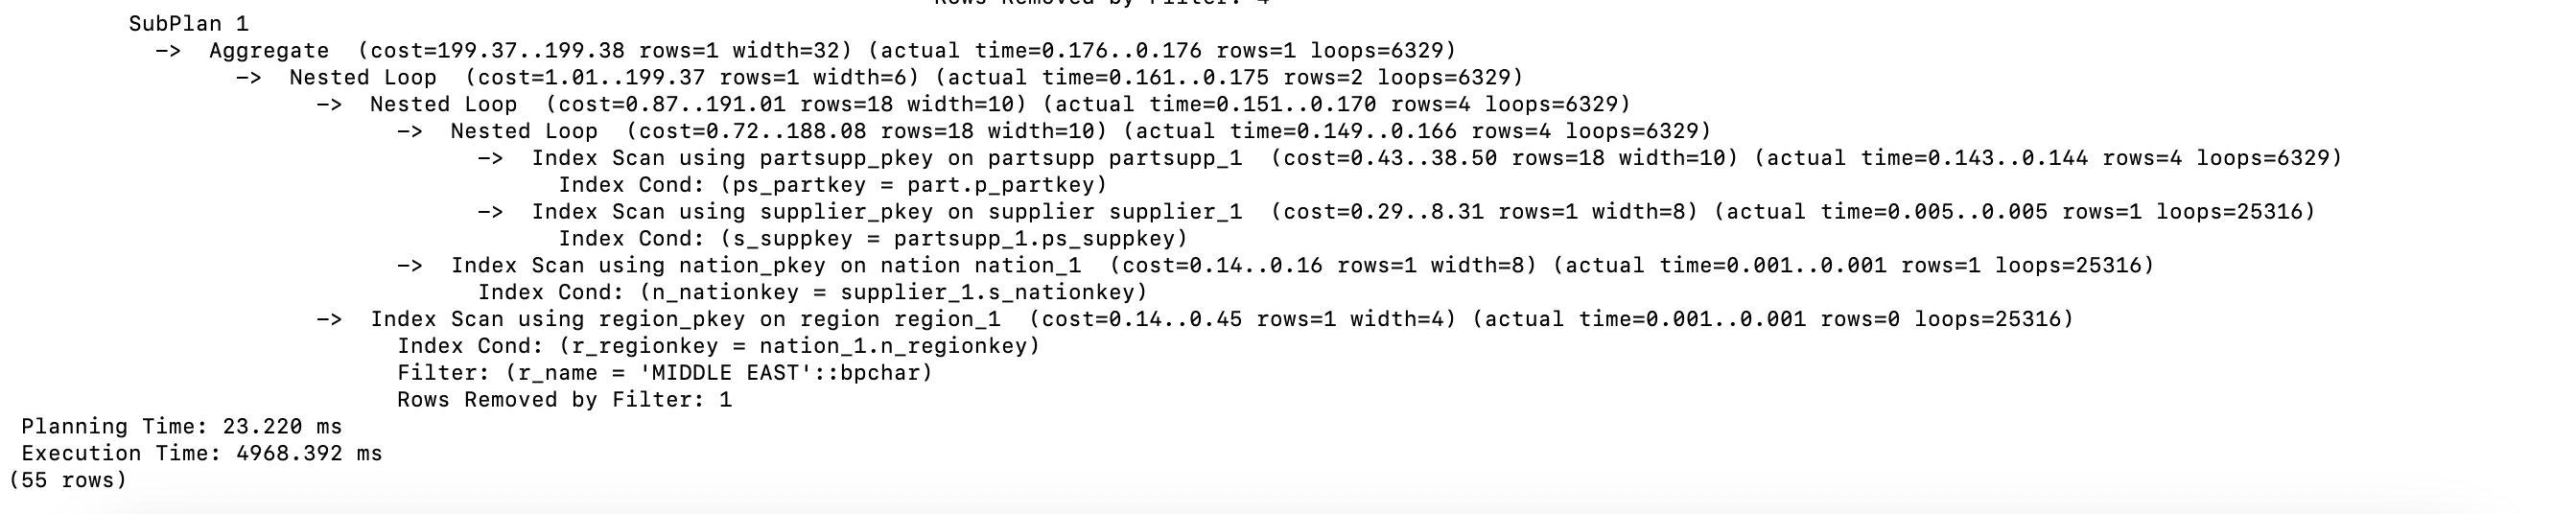 Rows Removed by Filter: 4
SubPlan 1
->  Aggregate  (cost=199.37..199.38 rows=1 width=32) (actual time=0.176..0.176 rows=1 loops=6329)
->  Nested Loop  (cost=1.01..199.37 rows=1 width=6) (actual time=0.161..0.175 rows=2 loops=6329)
->  Nested Loop  (cost=0.87..191.01 rows=18 width=10) (actual time=0.151..0.170 rows=4 loops=6329)
->  Nested Loop  (cost=0.72..188.08 rows=18 width=10) (actual time=0.149..0.166 rows=4 loops=6329)
->  Index Scan using partsupp_pkey on partsupp partsupp_1  (cost=0.43..38.50 rows=18 width=10) (actual time=0.143..0.144 rows=4 loops=6329)
Index Cond: (ps_partkey = part.p_partkey)
->  Index Scan using supplier_pkey on supplier supplier_1  (cost=0.29..8.31 rows=1 width=8) (actual time=0.005..0.005 rows=1 loops=25316)
Index Cond: (s_suppkey = partsupp_1.ps_suppkey)
->  Index Scan using nation_pkey on nation nation_1  (cost=0.14..0.16 rows=1 width=8) (actual time=0.001..0.001 rows=1 loops=25316)
Index Cond: (n_nationkey = supplier_1.s_nationkey)
->  Index Scan using region_pkey on region region_1  (cost=0.14..0.45 rows=1 width=4) (actual time=0.001..0.001 rows=0 loops=25316)
Index Cond: (r_regionkey = nation_1.n_regionkey)
Filter: (r_name = 'MIDDLE EAST'::bpchar)
Rows Removed by Filter: 1
Planning Time: 23.220 ms
Execution Time: 4968.392 ms
(55 rows)